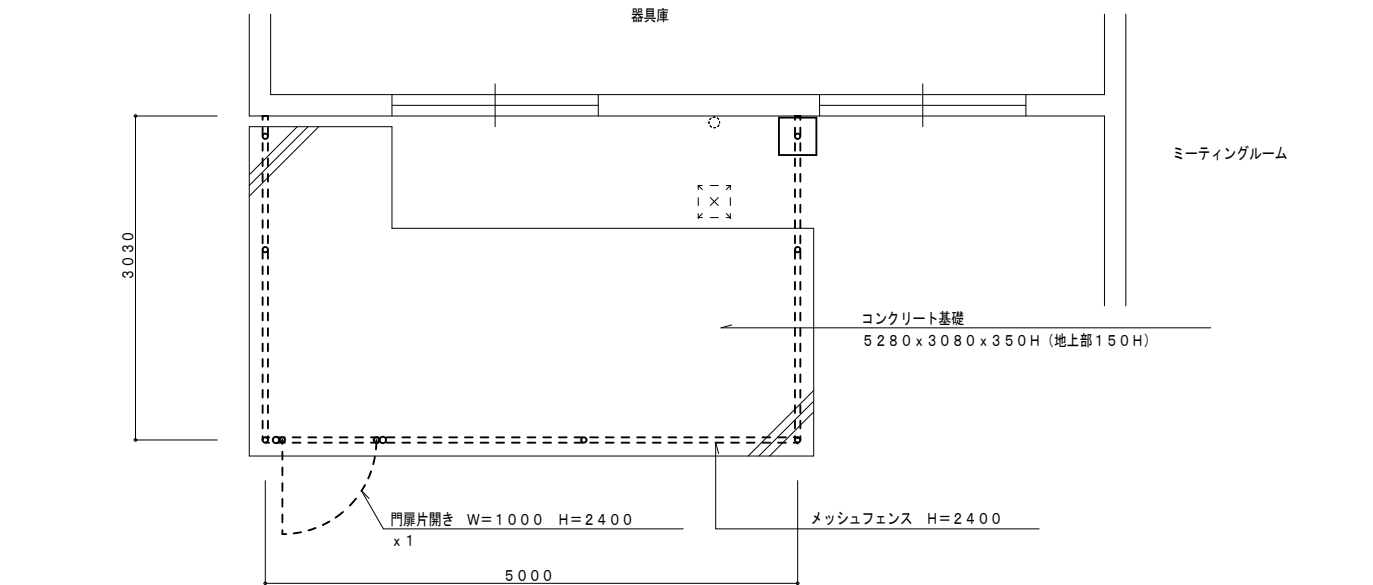 器具庫
ミーティングルーム
3030
コンクリート基礎
5280x3080x350H（地上部150H）
門扉片開き　W=1000　H=2400
x1
メッシュフェンス　H=2400
5000